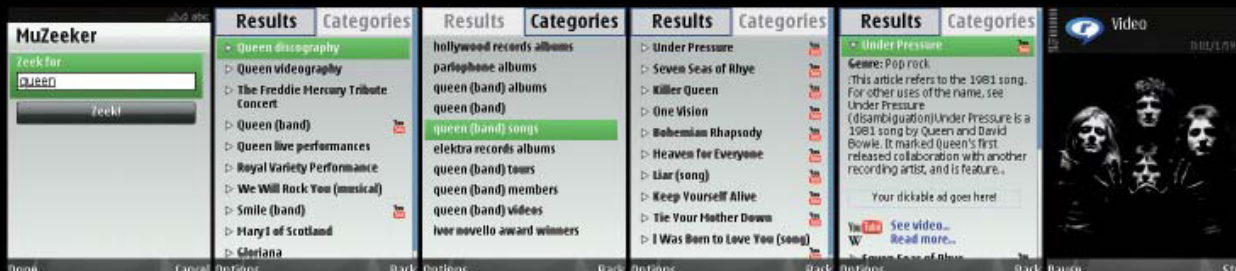 abc
MuZeeker
Zeek for
queen
Zeek!
Done Cancel
Results Categories
Queen discography
Queen videography
The Freddie Mercury Tribute
Concert
Queen (band)
Queen live performances
Royal Variety Performance
We Will Rock You (musical)
Smile (band)
Mary I of Scotland
Gloriana
Options Back
Results Categories
hollywood records albums
parlophone albums
queen (band) albums
queen (band)
queen (band) songs
elektra records albums
queen (band) tours
queen (band) members
queen (band) videos
ivor novello award winners
Options Back
Results Categories
Under Pressure
Seven Seas of Rhye
Killer Queen
One Vision
Bohemian Rhapsody
Heaven for Everyone
Liar (song)
Keep Yourself Alive
Tie Your Mother Down
I Was Born to Love You (song)
Options Back
Results Categories
Under Pressure
Genre: Pop rock
:This article refers to the 1981 song.
For other uses of the name, see
Under Pressure
(disambiguation)Under Pressure is a
1981 song by Queen and David
Bowie. It marked Queen's first
released collaboration with another
recording artist, and is feature...
Your clickable ad goes here!
You Tube See video...
W Read more...
Seven Seas of Rhye
Options Back
Video
Pause